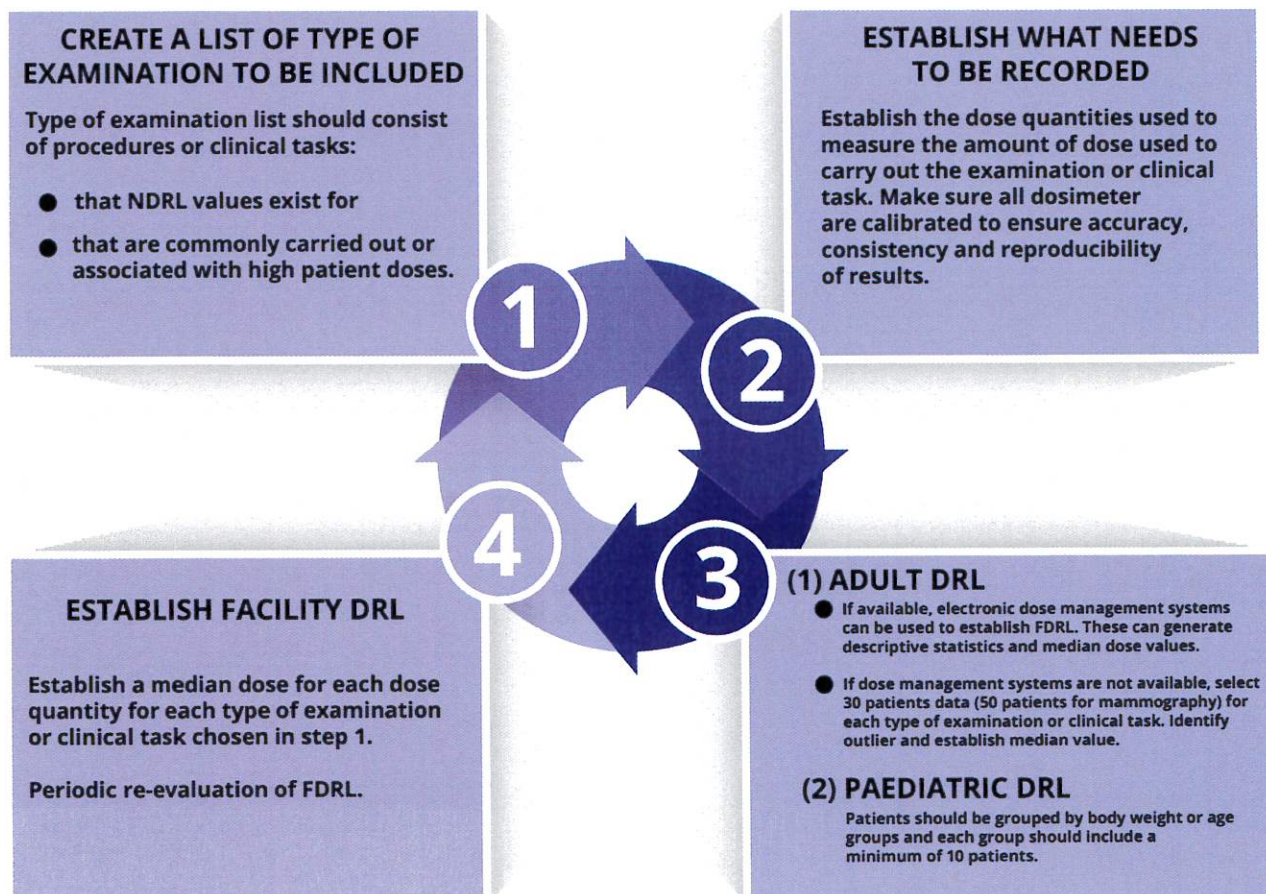 CREATE A LIST OF TYPE OF
EXAMINATION TO BE INCLUDED
Type of examination list should consist
of procedures or clinical tasks:
● that NDRL values exist for
● that are commonly carried out or
associated with high patient doses.
1
ESTABLISH WHAT NEEDS
TO BE RECORDED
Establish the dose quantities used to
measure the amount of dose used to
carry out the examination or clinical
task. Make sure all dosimeter
are calibrated to ensure accuracy,
consistency and reproducibility
of results.
2
3
(1) ADULT DRL
● If available, electronic dose management systems
can be used to establish FDRL. These can generate
descriptive statistics and median dose values.
● If dose management systems are not available, select
30 patients data (50 patients for mammography) for
each type of examination or clinical task. Identify
outlier and establish median value.
(2) PAEDIATRIC DRL
Patients should be grouped by body weight or age
groups and each group should include a
minimum of 10 patients.
4
ESTABLISH FACILITY DRL
Establish a median dose for each dose
quantity for each type of examination
or clinical task chosen in step 1.
Periodic re-evaluation of FDRL.